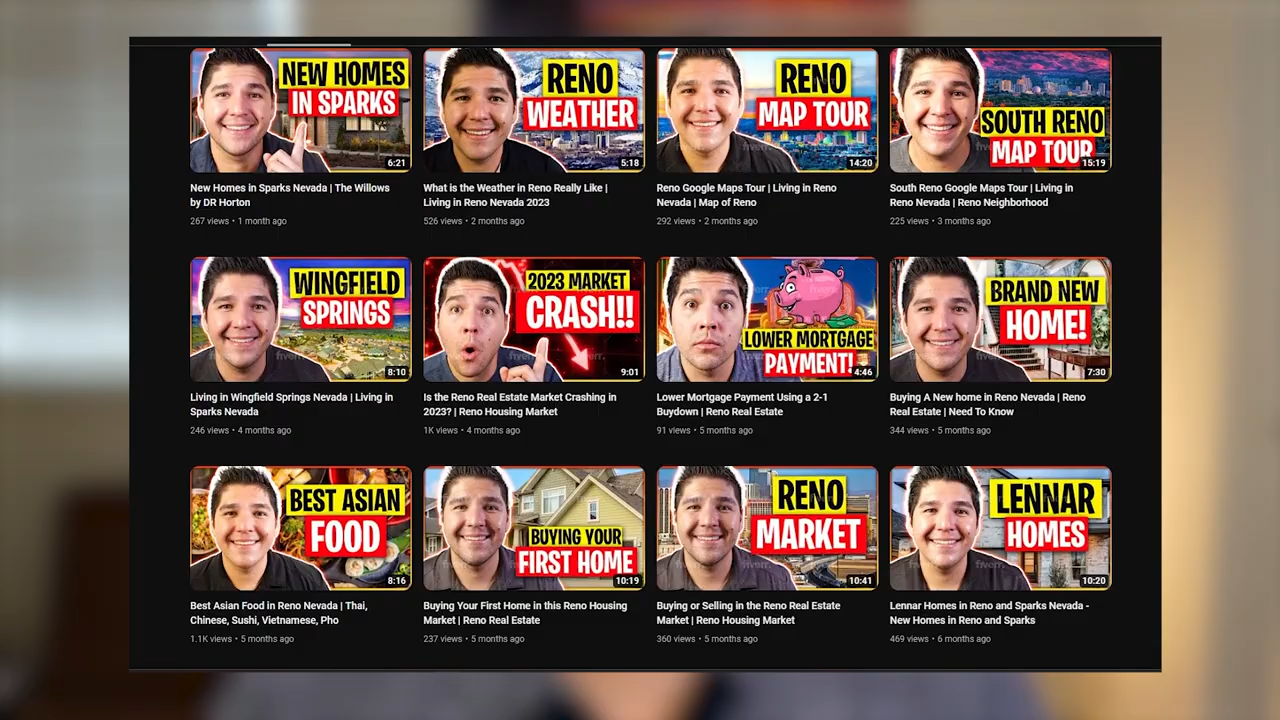 NEW HOMES
IN SPARKS
6:21
RENO
WEATHER
5:18
RENO
MAP TOUR
fiverr.
14:20
SOUTH RENO
MAP TOUR
fiverr.
15:19
New Homes in Sparks Nevada | The Willows
by DR Horton
267 views • 1 month ago
What is the Weather in Reno Really Like |
Living in Reno Nevada 2023
526 views • 2 months ago
Reno Google Maps Tour | Living in Reno
Nevada | Map of Reno
292 views • 2 months ago
South Reno Google Maps Tour | Living in
Reno Nevada | Reno Neighborhood
225 views • 3 months ago
WINGFIELD
SPRINGS
8:10
2023 MARKET
CRASH!!
9:01
LOWER MORTGAGE
PAYMENT!
4:46
BRAND NEW
HOME!
fiverr.
7:30
Living in Wingfield Springs Nevada | Living in
Sparks Nevada
246 views • 4 months ago
Is the Reno Real Estate Market Crashing in
2023? | Reno Housing Market
1K views • 4 months ago
Lower Mortgage Payment Using a 2-1
Buydown | Reno Real Estate
91 views • 5 months ago
Buying A New home in Reno Nevada | Reno
Real Estate | Need To Know
344 views • 5 months ago
BEST ASIAN
FOOD
8:16
BUYING YOUR
FIRST HOME
10:19
RENO
MARKET
10:41
LENNAR
HOMES
fiverr.
10:20
Best Asian Food in Reno Nevada | Thai,
Chinese, Sushi, Vietnamese, Pho
1.1K views • 5 months ago
Buying Your First Home in this Reno Housing
Market | Reno Real Estate
237 views • 5 months ago
Buying or Selling in the Reno Real Estate
Market | Reno Housing Market
360 views • 5 months ago
Lennar Homes in Reno and Sparks Nevada -
New Homes in Reno and Sparks
469 views • 6 months ago